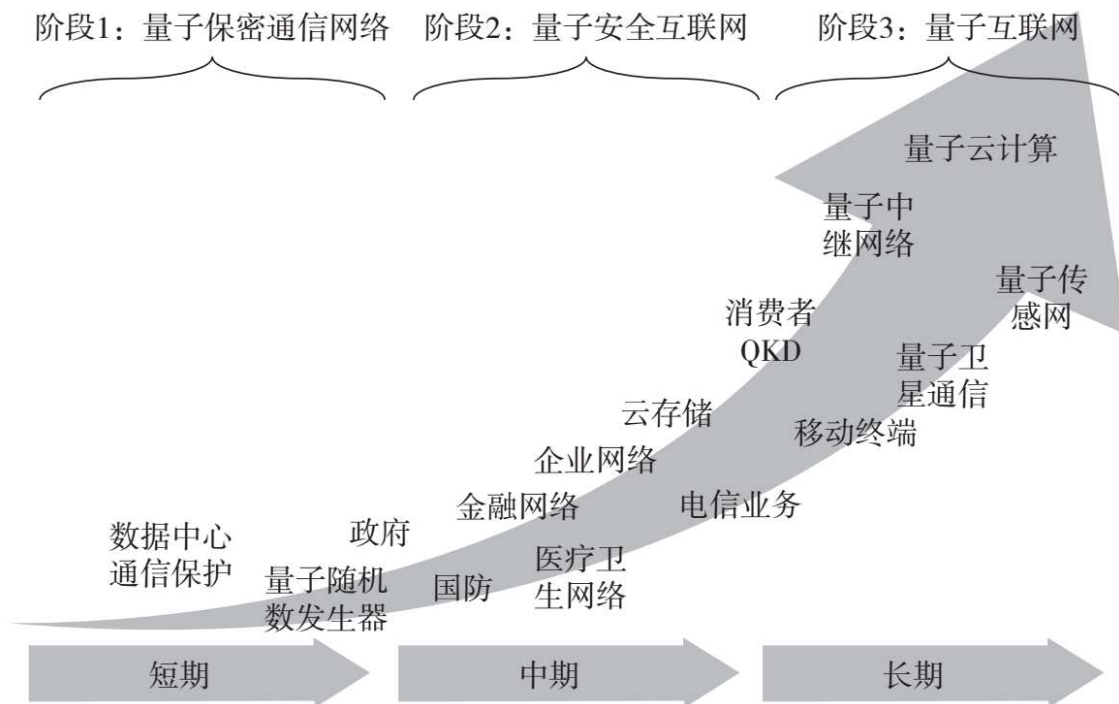 阶段1：量子保密通信网络
阶段2：量子安全互联网
阶段3：量子互联网
量子云计算
量子中
继网络
量子传
感网
消费者
QKD
量子卫
星通信
云存储
移动终端
企业网络
金融网络
电信业务
数据中心
通信保护
政府
量子随机
数发生器
国防
医疗卫
生网络
短期
中期
长期